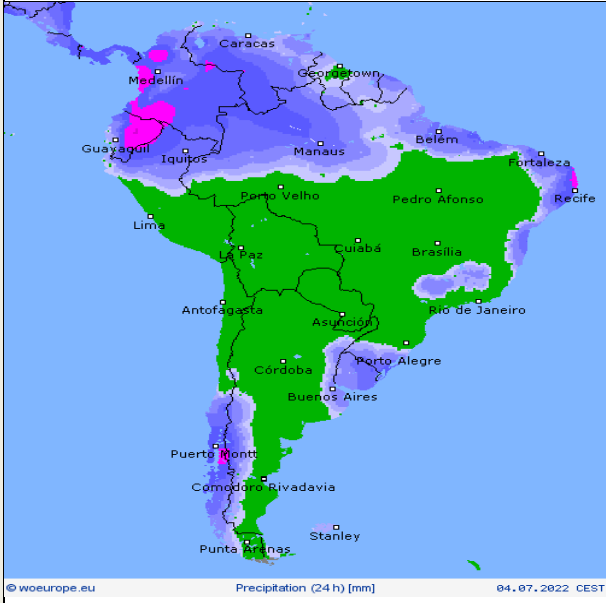 Caracas
Georgetown
Medellín
Guayaquil
Iquitos
Manaus
Belém
Fortaleza
Recife
Porto Velho
Pedro Afonso
Lima
La Paz
Cuiabá
Brasília
Antofagasta
Asunción
Rio de Janeiro
Córdoba
Porto Alegre
Buenos Aires
Puerto Montt
Comodoro Rivadavia
Stanley
Punta Arenas
© woeurope.eu Precipitation (24 h) [mm] 04.07.2022 CEST